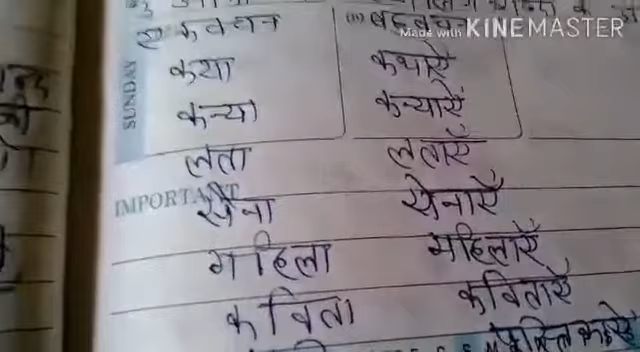 एकवचन बहुवचन
Made with KINEMASTER
SUNDAY
कथा कथाएँ
कन्या कन्याएँ
लता लताएँ
IMPORTANT
सेना सेनाएँ
महिला महिलाएँ
कविता कविताएँ